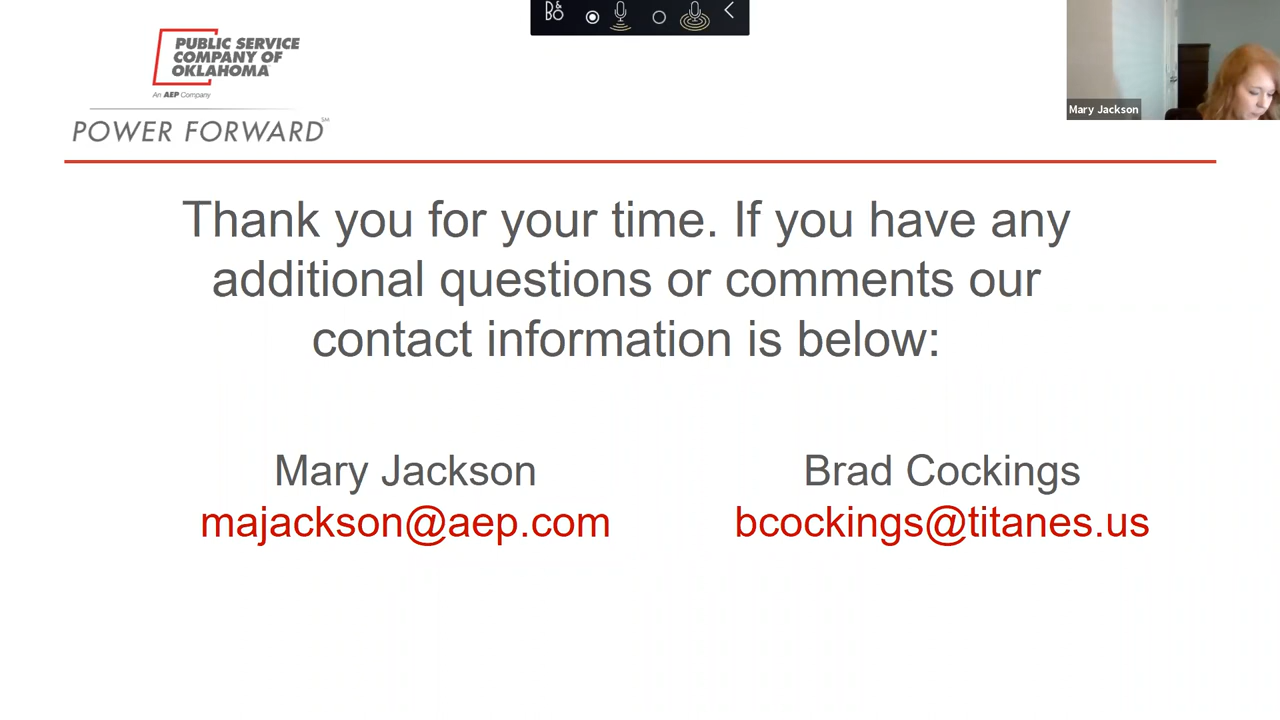 B&O
PUBLIC SERVICE
COMPANY OF
OKLAHOMA
An AEP Company
POWER FORWARD℠
Mary Jackson
Thank you for your time. If you have any
additional questions or comments our
contact information is below:
Mary Jackson
majackson@aep.com
Brad Cockings
bcockings@titanes.us